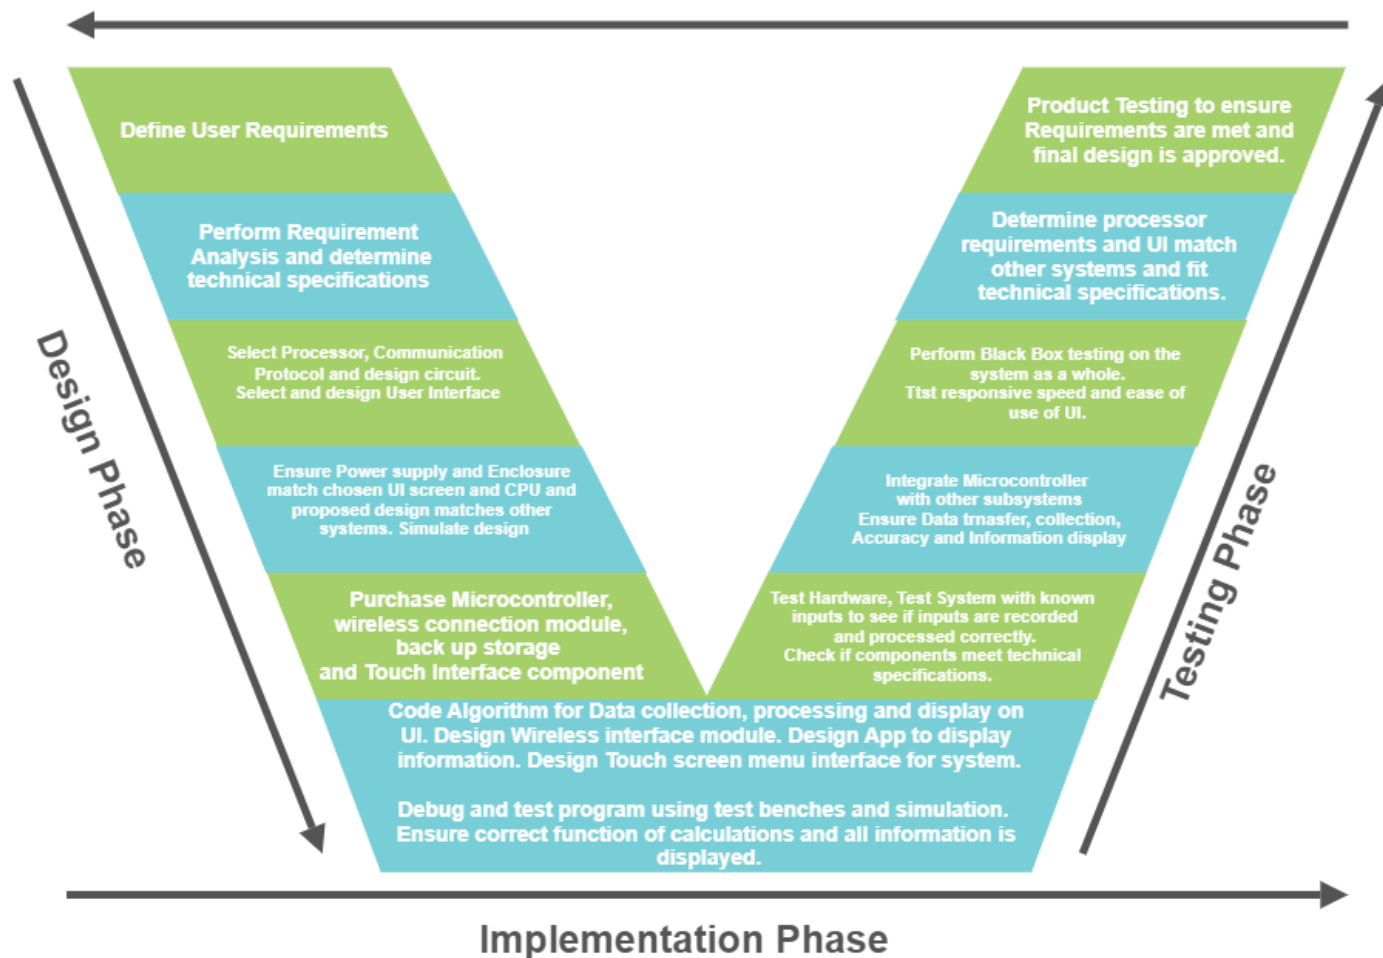 Define User Requirements
Perform Requirement
Analysis and determine
technical specifications
Select Processor, Communication
Protocol and design circuit.
Select and design User Interface
Ensure Power supply and Enclosure
match chosen UI screen and CPU and
proposed design matches other
systems. Simulate design
Purchase Microcontroller,
wireless connection module,
back up storage
and Touch Interface component
Code Algorithm for Data collection, processing and display on
UI. Design Wireless interface module. Design App to display
information. Design Touch screen menu interface for system.
Debug and test program using test benches and simulation.
Ensure correct function of calculations and all information is
displayed.
Product Testing to ensure
Requirements are met and
final design is approved.
Determine processor
requirements and UI match
other systems and fit
technical specifications.
Perform Black Box testing on the
system as a whole.
Ttst responsive speed and ease of
use of UI.
Integrate Microcontroller
with other subsystems
Ensure Data trnasfer, collection,
Accuracy and Information display
Test Hardware, Test System with known
inputs to see if inputs are recorded
and processed correctly.
Check if components meet technical
specifications.
Design Phase
Testing Phase
Implementation Phase